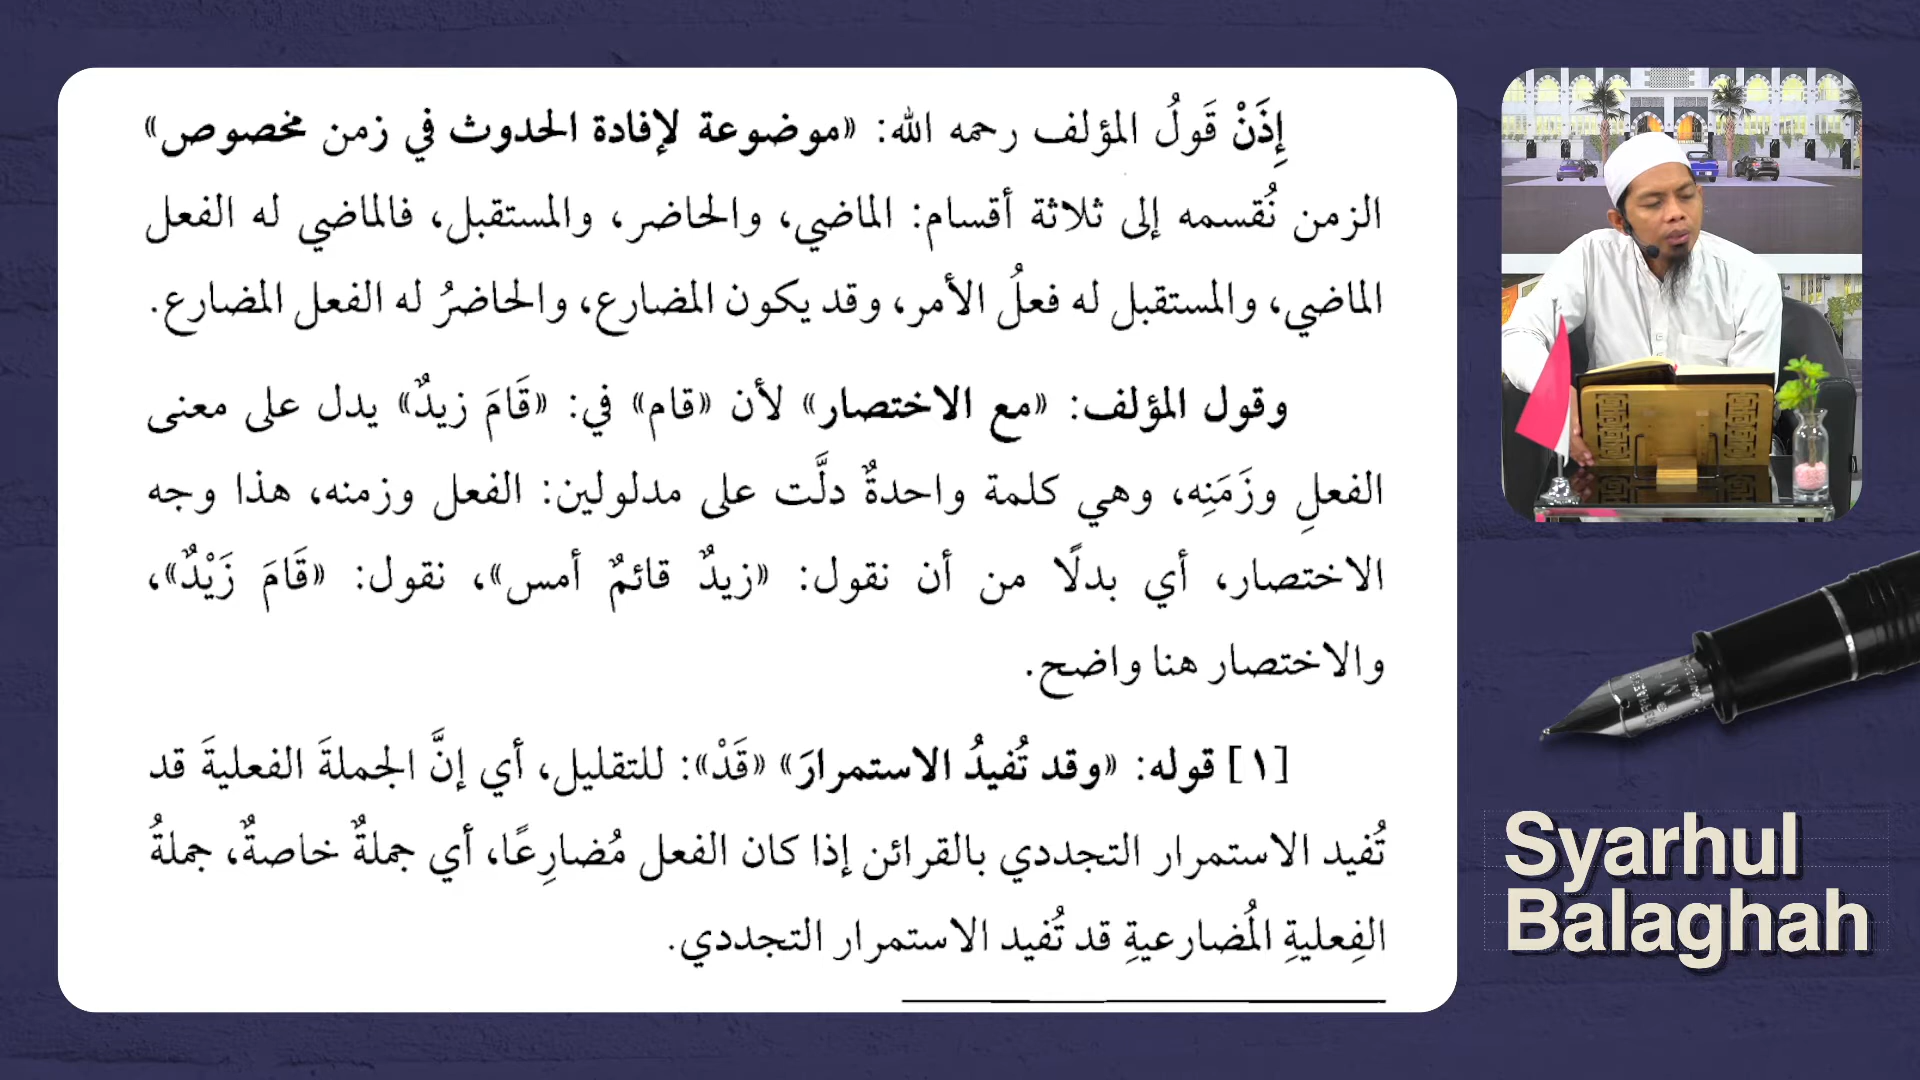 إِذَنْ قَولُ المؤلف رحمه الله: «موضوعة لإفادة الحدوث في زمن مخصوص»
الزمن نُقسمه إلى ثلاثة أقسام: الماضي، والحاضر، والمستقبل، فالماضي له الفعل
الماضي، والمستقبل له فعلُ الأمر، وقد يكون المضارع، والحاضرُ له الفعل المضارع.
وقول المؤلف: «مع الاختصار» لأن «قام» في: «قَامَ زيدٌ» يدل على معنى
الفعلِ وزَمَنِه، وهي كلمة واحدةٌ دلَّت على مدلولين: الفعل وزمنه، هذا وجه
الاختصار، أي بدلًا من أن نقول: «زيدٌ قائمٌ أمس»، نقول: «قَامَ زَيْدٌ»،
والاختصار هنا واضح.
[١] قوله: «وقد تُفيدُ الاستمرارَ» «قَدْ»: للتقليل، أي إنَّ الجملةَ الفعليةَ قد
تُفيد الاستمرار التجددي بالقرائن إذا كان الفعل مُضارِعًا، أي جملةٌ خاصةٌ، جملةُ
الفِعليةِ المُضارعيةِ قد تُفيد الاستمرار التجددي.
Syarhul
Balaghah